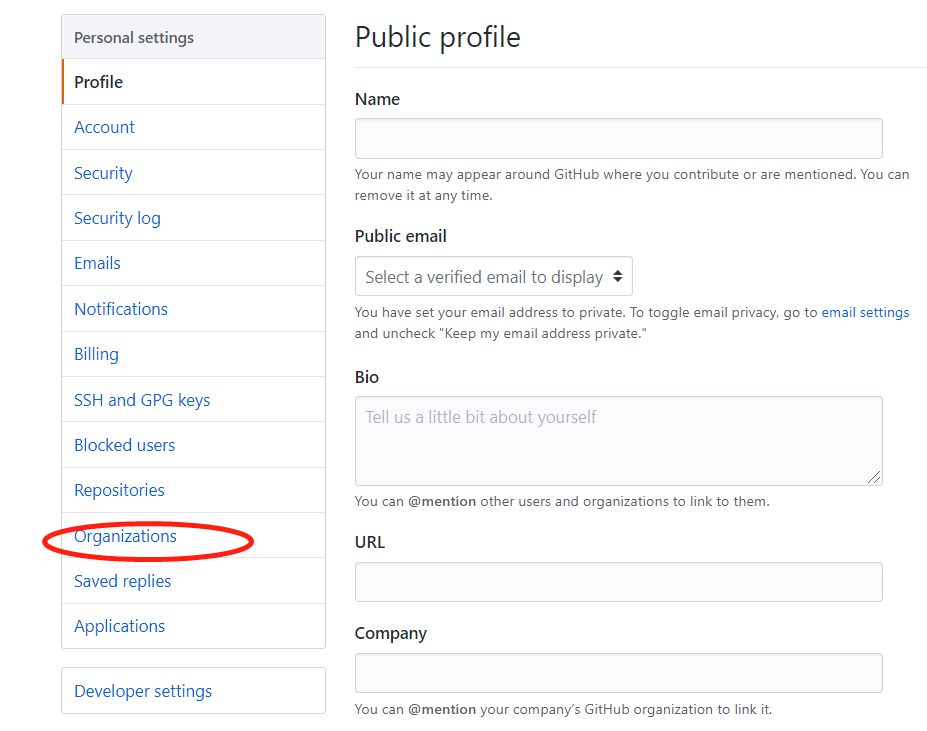 Personal settings
Profile
Account
Security
Security log
Emails
Notifications
Billing
SSH and GPG keys
Blocked users
Repositories
Organizations
Saved replies
Applications
Developer settings
Public profile
Name
Your name may appear around GitHub where you contribute or are mentioned. You can
remove it at any time.
Public email
Select a verified email to display
You have set your email address to private. To toggle email privacy, go to email settings
and uncheck "Keep my email address private."
Bio
Tell us a little bit about yourself
You can @mention other users and organizations to link to them.
URL
Company
You can @mention your company's GitHub organization to link it.